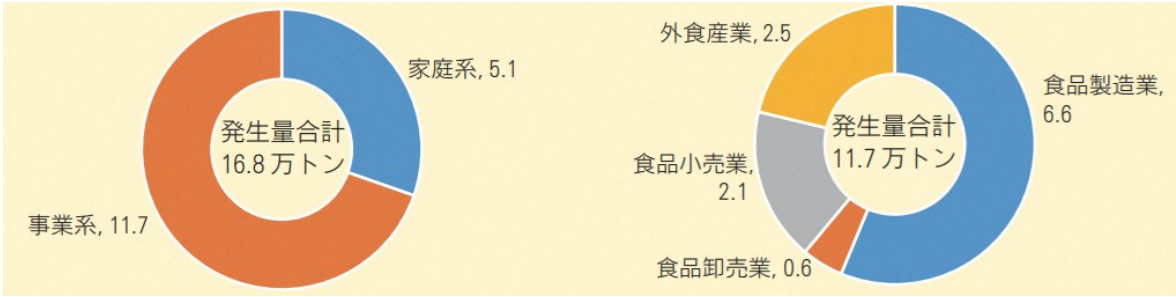 家庭系, 5.1
発生量合計
16.8 万トン
事業系, 11.7
外食産業, 2.5
食品製造業,
6.6
発生量合計
11.7 万トン
食品小売業,
2.1
食品卸売業, 0.6